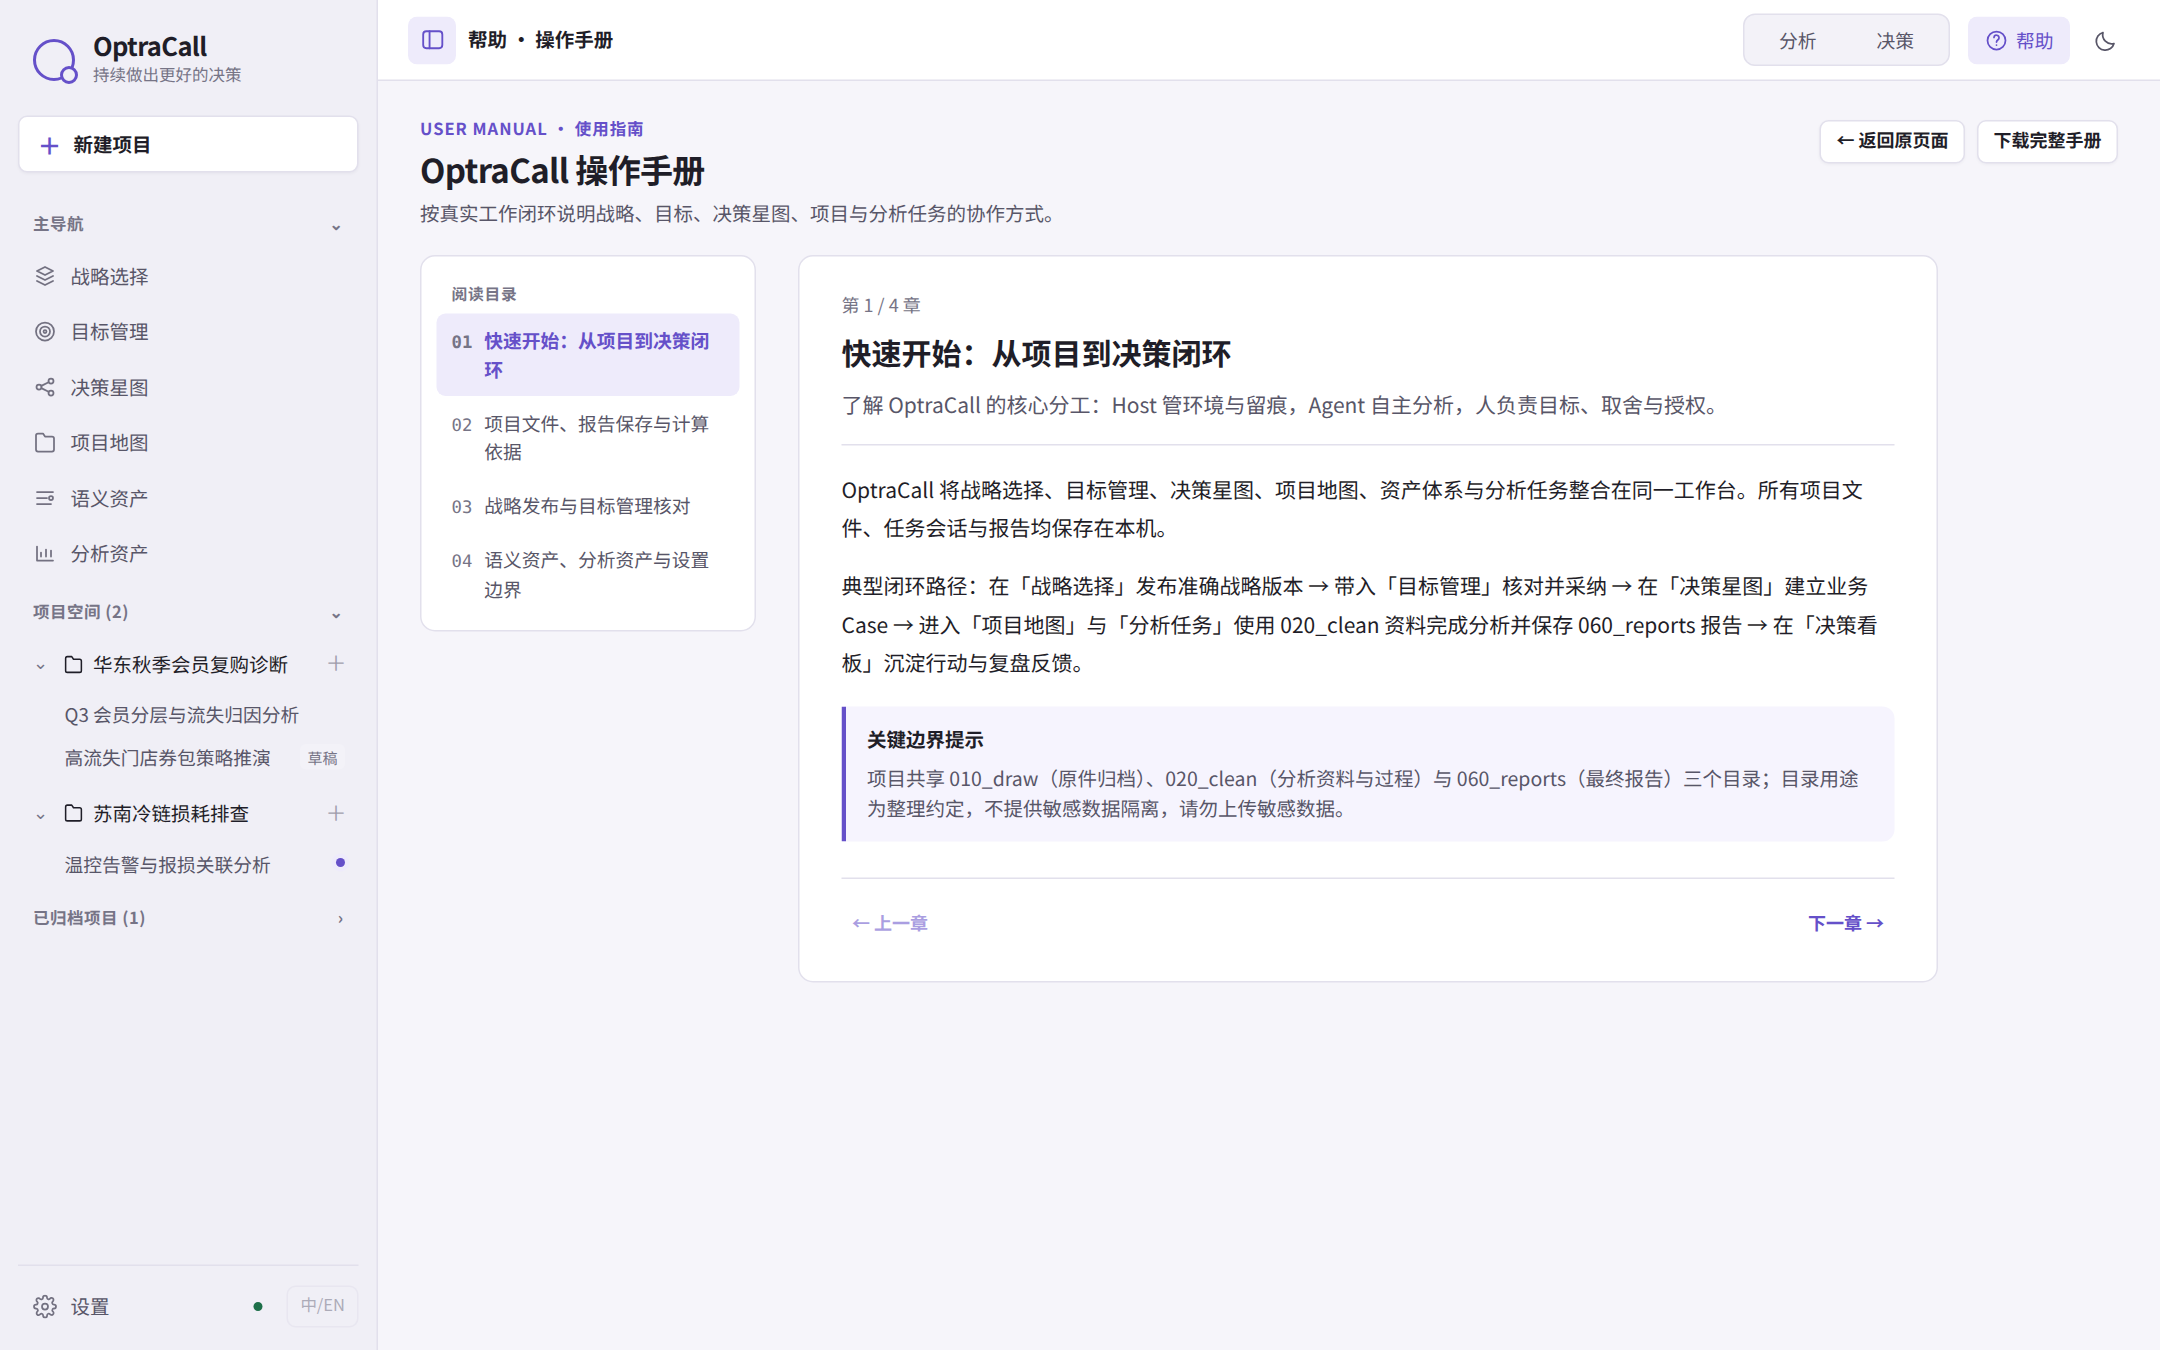 OptraCall
持续做出更好的决策
+ 新建项目
主导航
战略选择
目标管理
决策星图
项目地图
语义资产
分析资产
项目空间 (2)
华东秋季会员复购诊断
Q3 会员分层与流失归因分析
高流失门店券包策略推演 草稿
苏南冷链损耗排查
温控告警与报损关联分析
已归档项目 (1)
设置
中/EN
帮助 · 操作手册
分析 决策 帮助
USER MANUAL · 使用指南
OptraCall 操作手册
按真实工作闭环说明战略、目标、决策星图、项目与分析任务的协作方式。
← 返回原页面
下载完整手册
阅读目录
01 快速开始：从项目到决策闭
环
02 项目文件、报告保存与计算
依据
03 战略发布与目标管理核对
04 语义资产、分析资产与设置
边界
第 1 / 4 章
快速开始：从项目到决策闭环
了解 OptraCall 的核心分工：Host 管环境与留痕，Agent 自主分析，人负责目标、取舍与授权。
OptraCall 将战略选择、目标管理、决策星图、项目地图、资产体系与分析任务整合在同一工作台。所有项目文
件、任务会话与报告均保存在本机。
典型闭环路径：在「战略选择」发布准确战略版本 → 带入「目标管理」核对并采纳 → 在「决策星图」建立业务
Case → 进入「项目地图」与「分析任务」使用 020_clean 资料完成分析并保存 060_reports 报告 → 在「决策看
板」沉淀行动与复盘反馈。
关键边界提示
项目共享 010_draw（原件归档）、020_clean（分析资料与过程）与 060_reports（最终报告）三个目录；目录用途
为整理约定，不提供敏感数据隔离，请勿上传敏感数据。
← 上一章
下一章 →